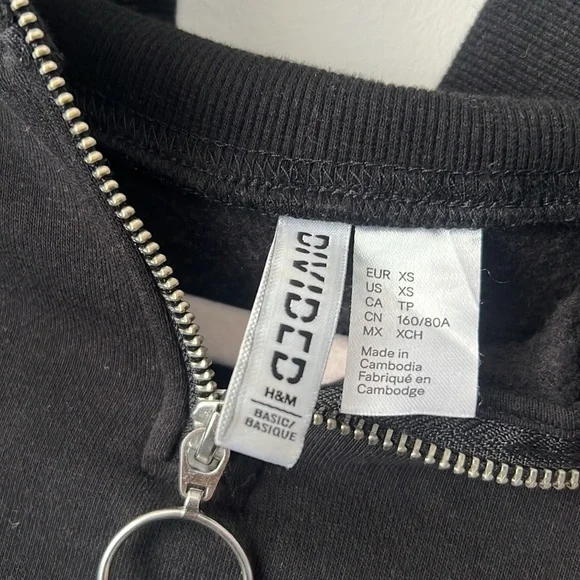 DIVIDED
H&M
BASIC/
BASIQUE
EUR XS
US XS
CA TP
CN 160/80A
MX XCH
Made in
Cambodia
Fabriqué en
Cambodge